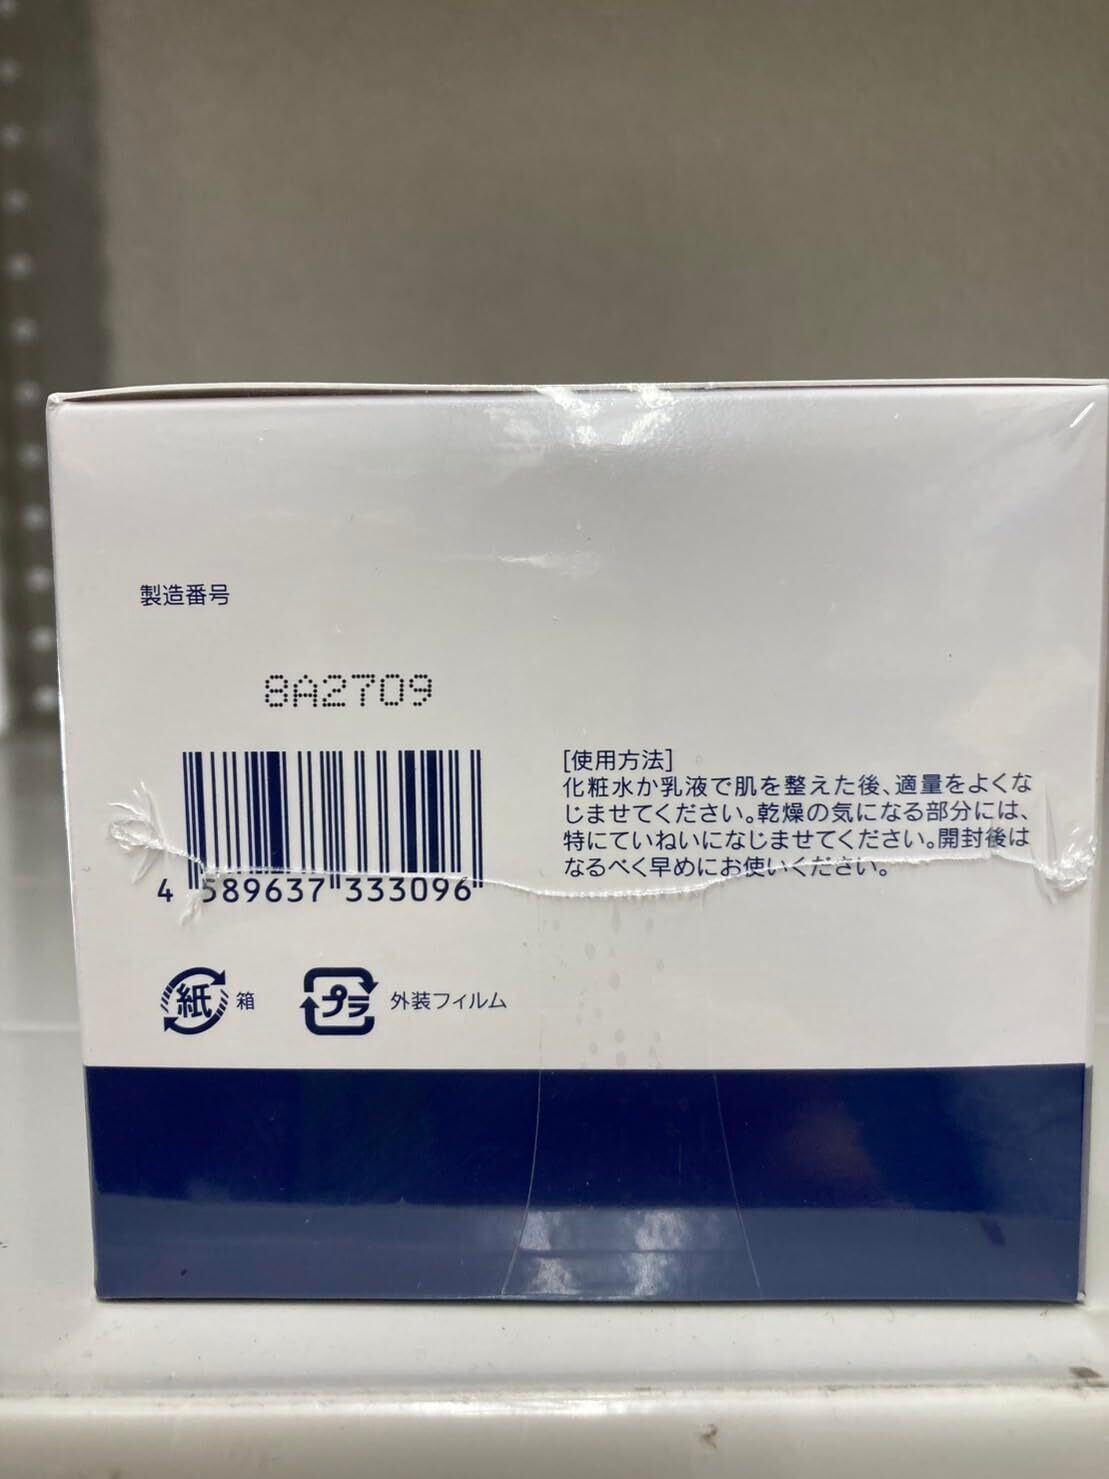 製造番号
8A2709
4 589637 333096
[使用方法]
化粧水か乳液で肌を整えた後、適量をよくな
じませてください。乾燥の気になる部分には、
特にていねいになじませてください。開封後は
なるべく早めにお使いください。
紙 箱
プラ 外装フィルム